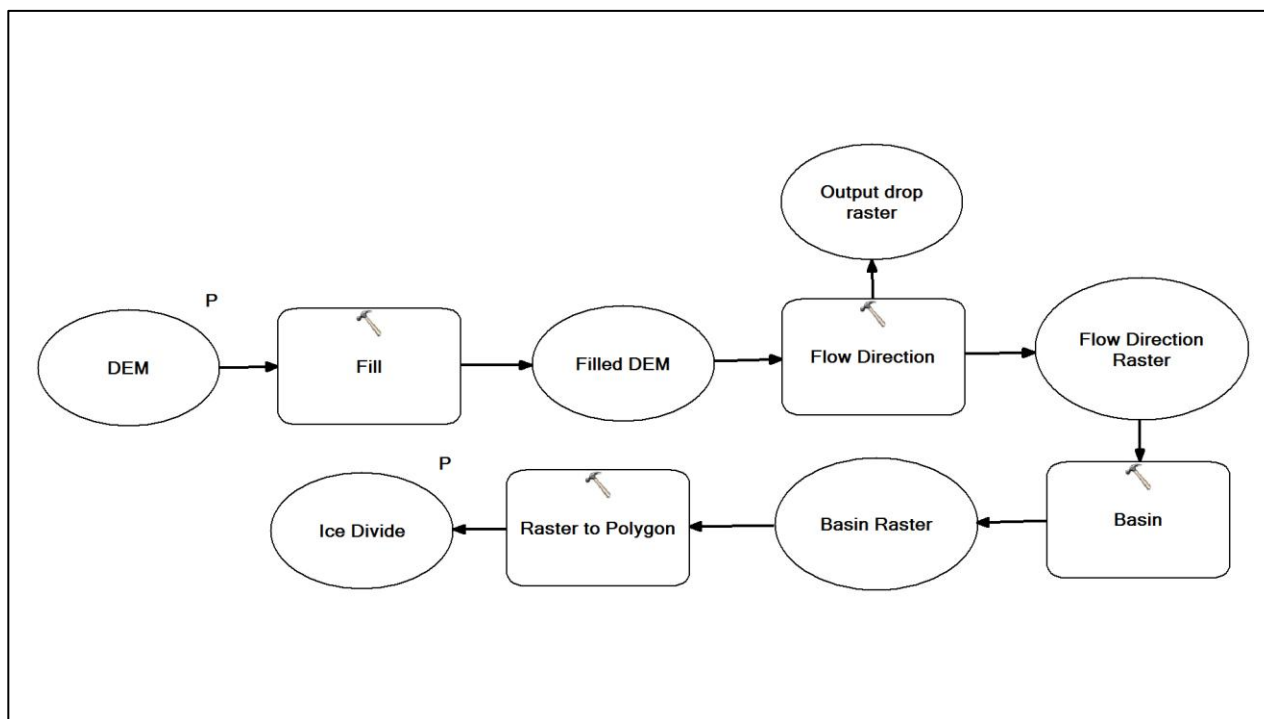 Output drop
raster
P
DEM
Fill
Filled DEM
Flow Direction
Flow Direction
Raster
P
Ice Divide
Raster to Polygon
Basin Raster
Basin